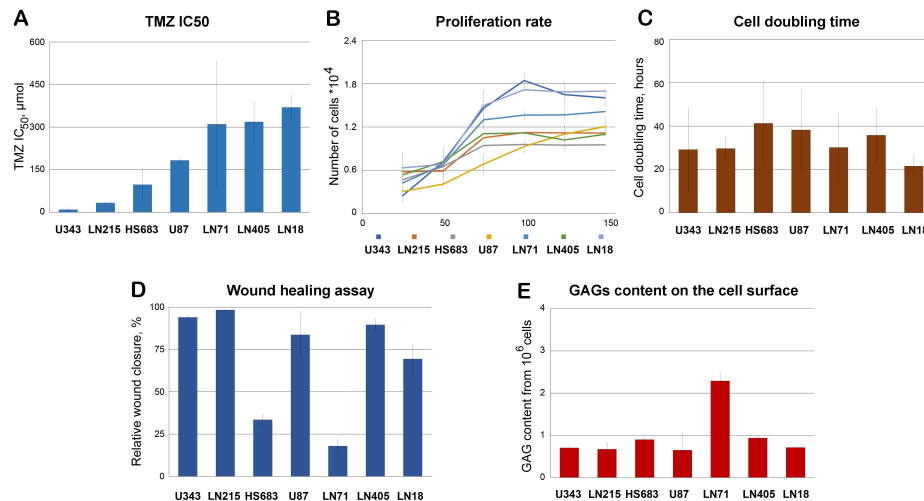 A
TMZ IC50
TMZ IC50, µmol
600
450
300
150
0
U343 LN215 HS683 U87 LN71 LN405 LN18
B
Proliferation rate
Number of cells *10^4
2.4
1.8
1.2
0.6
0
0 50 100 150
U343 LN215 HS683 U87 LN71 LN405 LN18
C
Cell doubling time
Cell doubling time, hours
80
60
40
20
0
U343 LN215 HS683 U87 LN71 LN405 LN18
D
Wound healing assay
Relative wound closure, %
100
75
50
25
0
U343 LN215 HS683 U87 LN71 LN405 LN18
E
GAGs content on the cell surface
GAG content from 10^6 cells
4
3
2
1
0
U343 LN215 HS683 U87 LN71 LN405 LN18